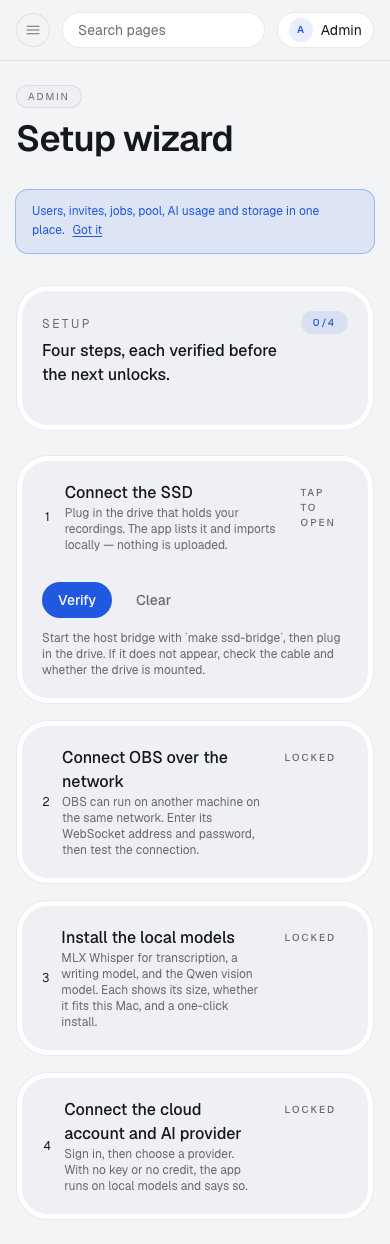 Search pages
A
Admin
ADMIN
Setup wizard
Users, invites, jobs, pool, AI usage and storage in one
place. Got it
SETUP
0/4
Four steps, each verified before
the next unlocks.
1
Connect the SSD
Plug in the drive that holds your
recordings. The app lists it and imports
locally — nothing is uploaded.
TAP
TO
OPEN
Verify
Clear
Start the host bridge with `make ssd-bridge`, then plug
in the drive. If it does not appear, check the cable and
whether the drive is mounted.
2
Connect OBS over the
network
OBS can run on another machine on
the same network. Enter its
WebSocket address and password,
then test the connection.
LOCKED
3
Install the local models
MLX Whisper for transcription, a
writing model, and the Qwen vision
model. Each shows its size, whether
it fits this Mac, and a one-click
install.
LOCKED
4
Connect the cloud
account and AI provider
Sign in, then choose a provider.
With no key or no credit, the app
runs on local models and says so.
LOCKED